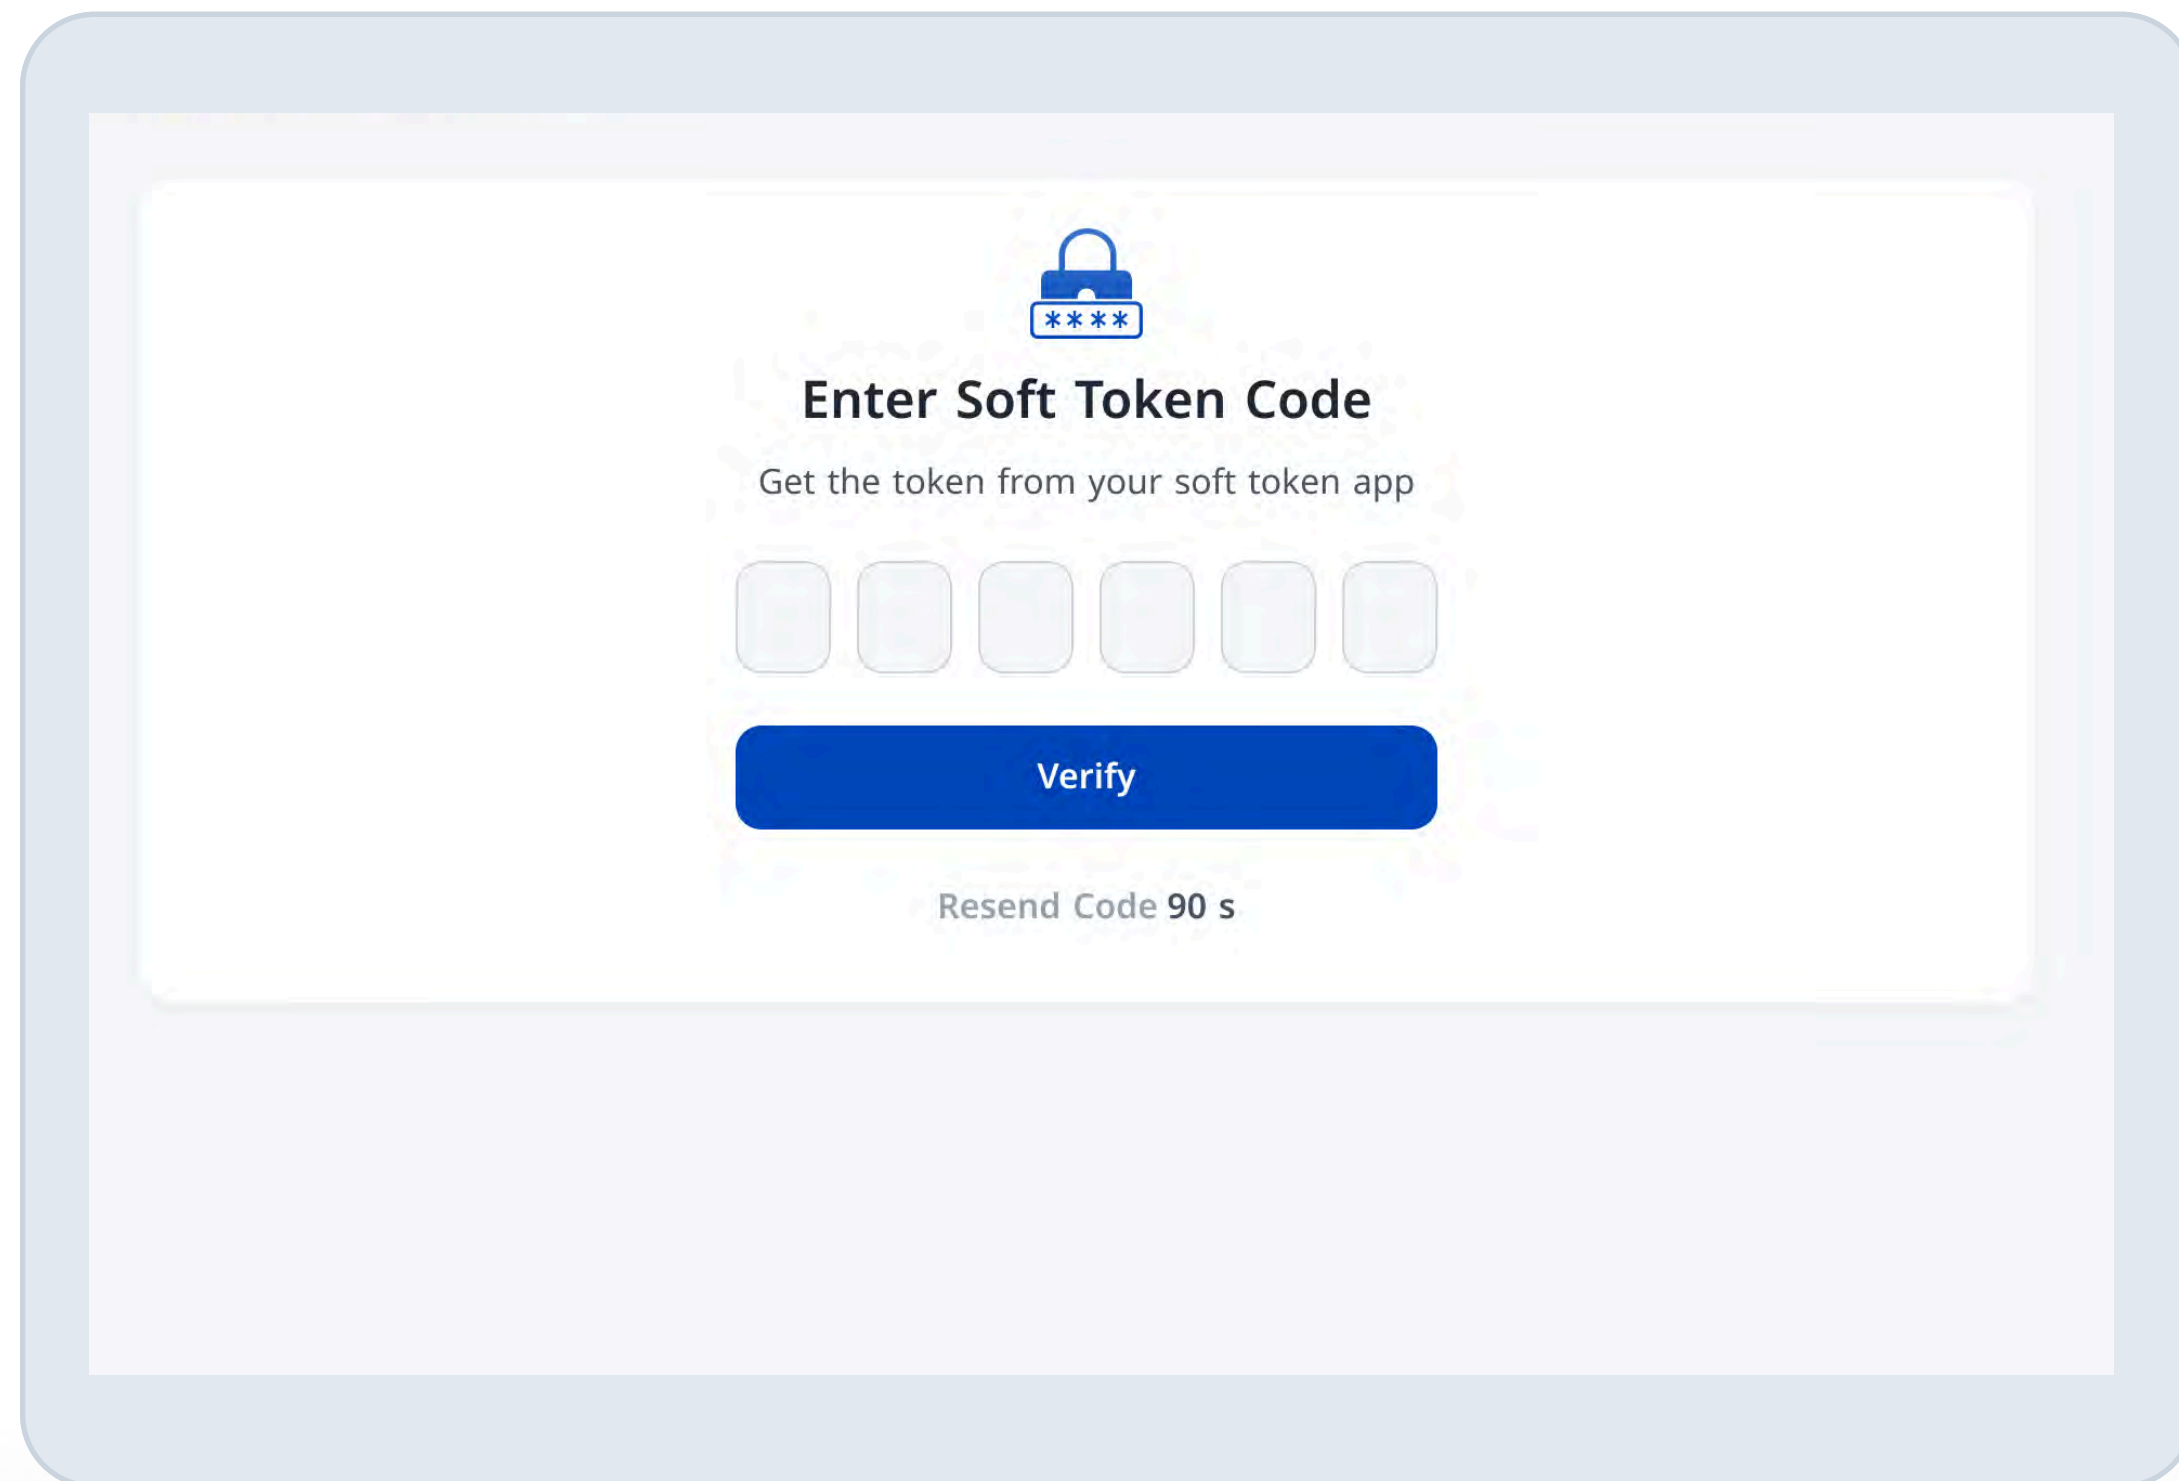 ****
Enter Soft Token Code
Get the token from your soft token app
Verify
Resend Code 90 s